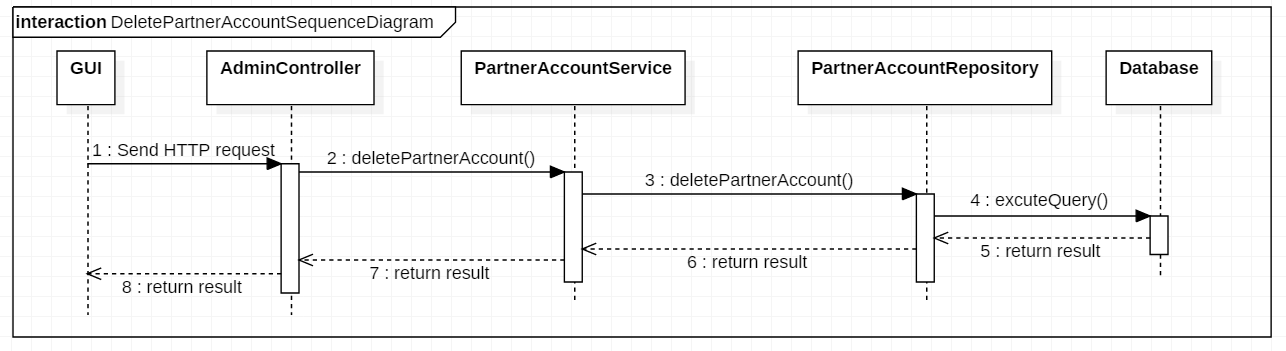 interaction DeletePartnerAccountSequenceDiagram
GUI
AdminController
PartnerAccountService
PartnerAccountRepository
Database
1 : Send HTTP request
2 : deletePartnerAccount()
3 : deletePartnerAccount()
4 : excuteQuery()
5 : return result
6 : return result
7 : return result
8 : return result